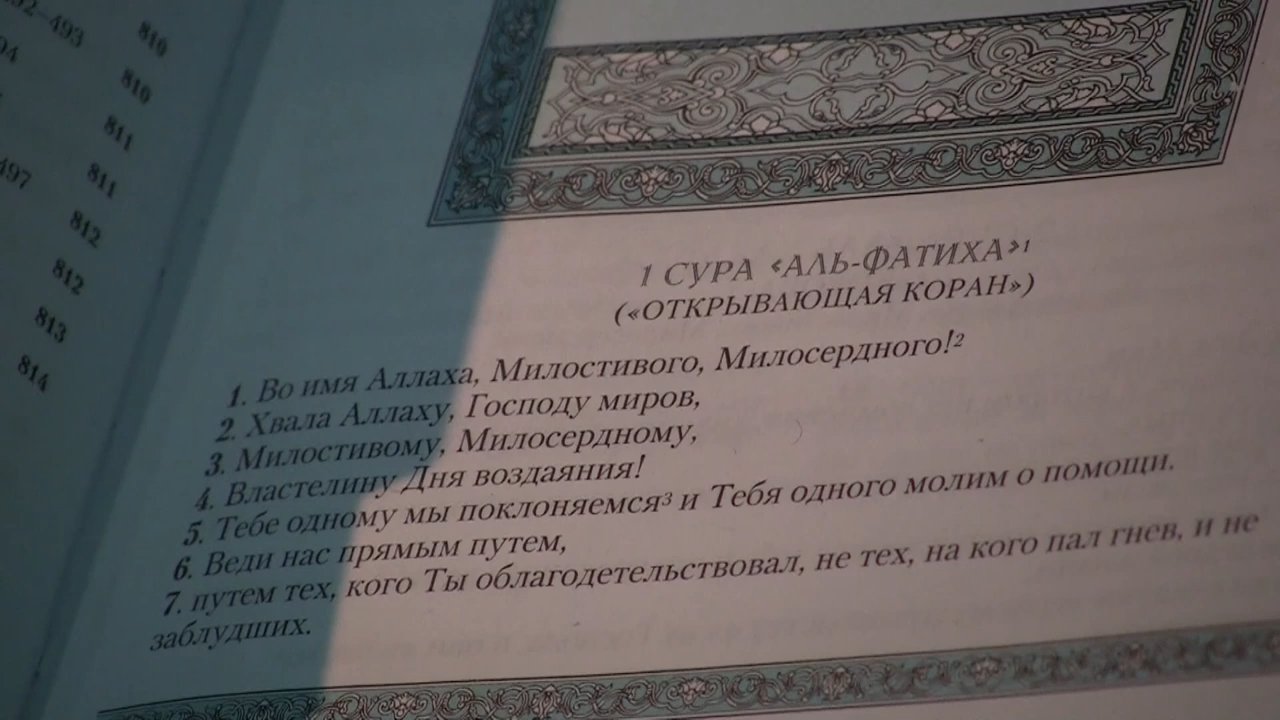 492–493 810
810
811
497 811
812
812
813
814
1 СУРА «АЛЬ-ФАТИХА»¹
(«ОТКРЫВАЮЩАЯ КОРАН»)
1. Во имя Аллаха, Милостивого, Милосердного!²
2. Хвала Аллаху, Господу миров,
3. Милостивому, Милосердному,
4. Властелину Дня воздаяния!
5. Тебе одному мы поклоняемся³ и Тебя одного молим о помощи.
6. Веди нас прямым путем,
7. путем тех, кого Ты облагодетельствовал, не тех, на кого пал гнев, и не
заблудших.